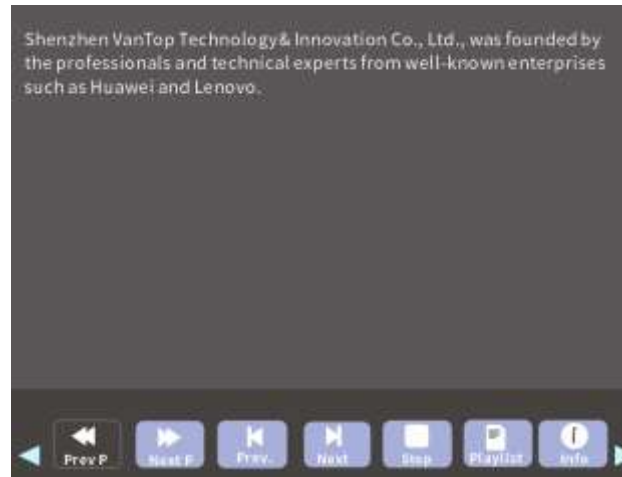 Shenzhen VanTop Technology& Innovation Co., Ltd., was founded by
the professionals and technical experts from well-known enterprises
such as Huawei and Lenovo.
Prev P Next P Prev. Next Stop Playlist Info